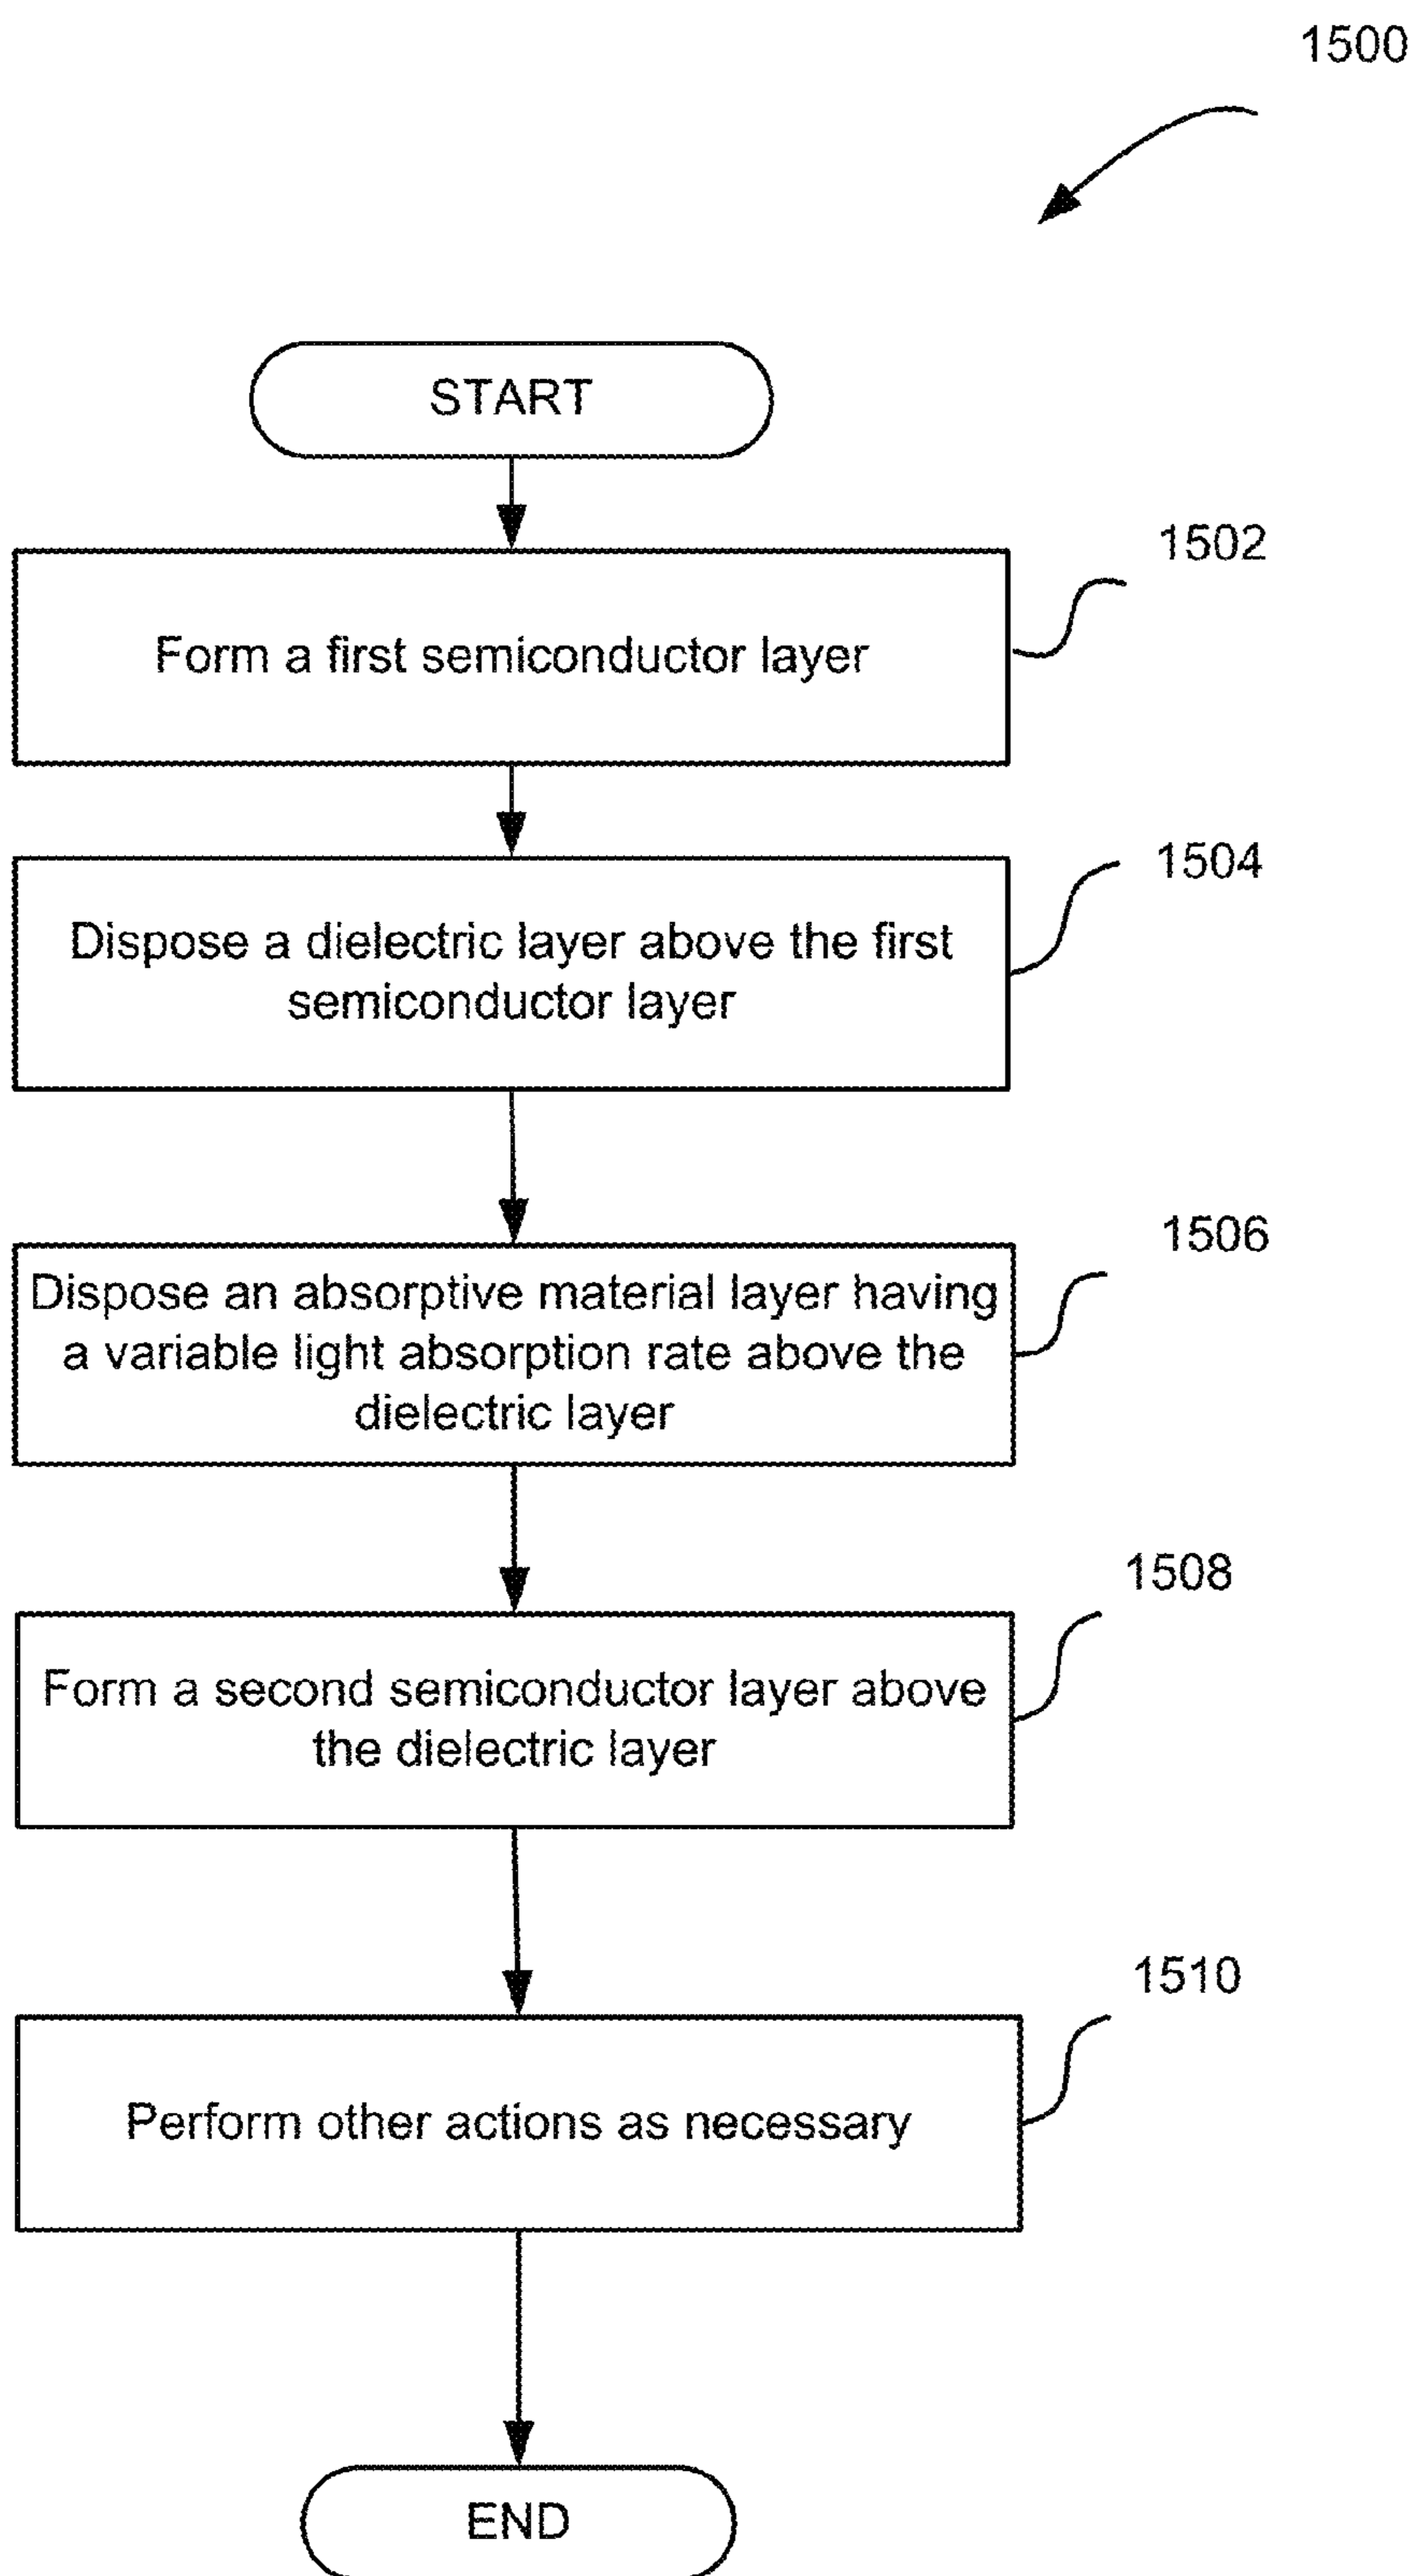 1500
START
1502
Form a first semiconductor layer
1504
Dispose a dielectric layer above the first
semiconductor layer
1506
Dispose an absorptive material layer having
a variable light absorption rate above the
dielectric layer
1508
Form a second semiconductor layer above
the dielectric layer
1510
Perform other actions as necessary
END